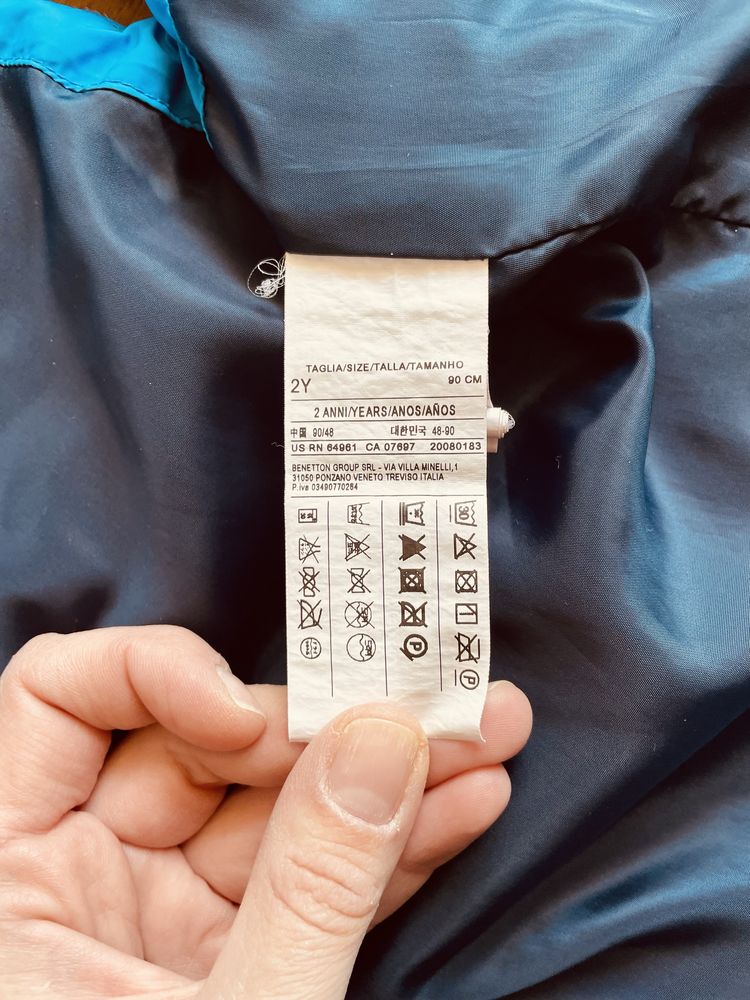 TAGLIA/SIZE/TALLA/TAMANHO
2Y 90 CM
2 ANNI/YEARS/ANOS/AÑOS
中国 90/48 대한민국 48-90
US RN 64961 CA 07697 20080183
BENETTON GROUP SRL - VIA VILLA MINELLI,1
31050 PONZANO VENETO TREVISO ITALIA
P.iva 03490770264
30
P
P